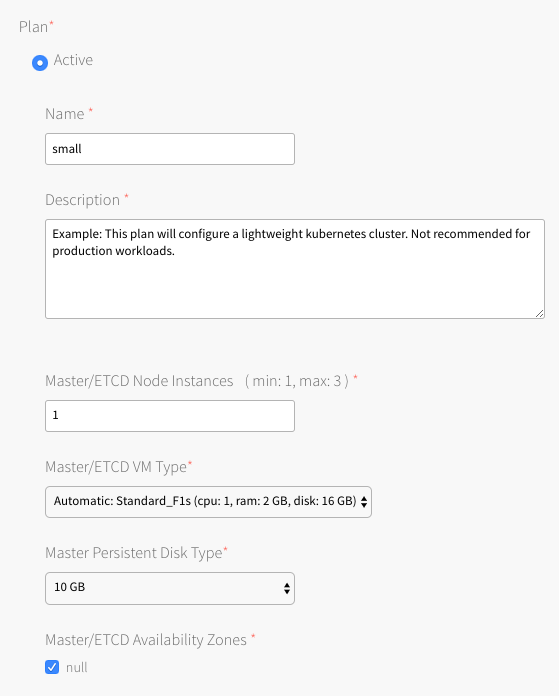 Plan*
Active
Name *
small
Description *
Example: This plan will configure a lightweight kubernetes cluster. Not recommended for
production workloads.
Master/ETCD Node Instances ( min: 1, max: 3 ) *
1
Master/ETCD VM Type*
Automatic: Standard_F1s (cpu: 1, ram: 2 GB, disk: 16 GB)
Master Persistent Disk Type*
10 GB
Master/ETCD Availability Zones *
null